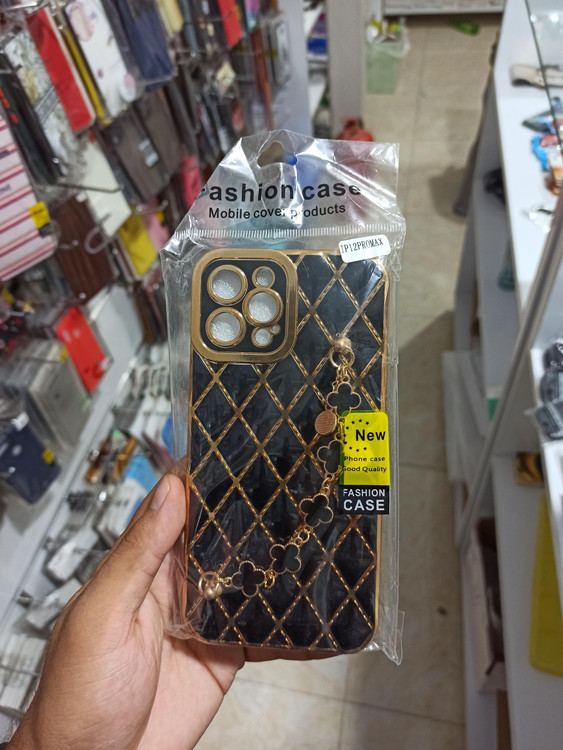 Fashion case
Mobile cover products
IP12PROMAX
New
Phone case
Good Quality
FASHION
CASE